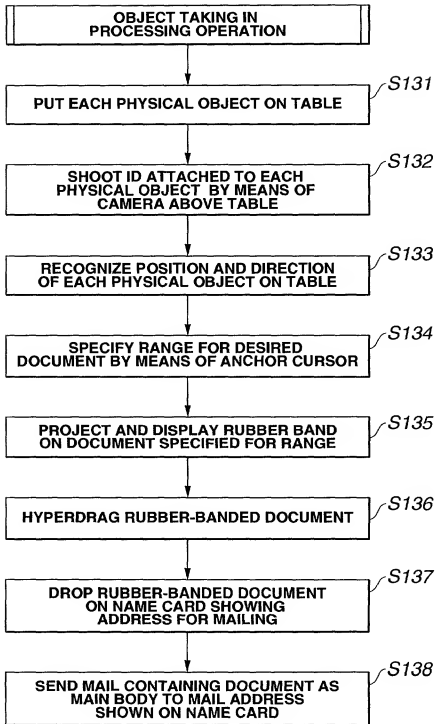 OBJECT TAKING IN
PROCESSING OPERATION
S131
PUT EACH PHYSICAL OBJECT ON TABLE
S132
SHOOT ID ATTACHED TO EACH
PHYSICAL OBJECT BY MEANS OF
CAMERA ABOVE TABLE
S133
RECOGNIZE POSITION AND DIRECTION
OF EACH PHYSICAL OBJECT ON TABLE
S134
SPECIFY RANGE FOR DESIRED
DOCUMENT BY MEANS OF ANCHOR CURSOR
S135
PROJECT AND DISPLAY RUBBER BAND
ON DOCUMENT SPECIFIED FOR RANGE
S136
HYPERDRAG RUBBER-BANDED DOCUMENT
S137
DROP RUBBER-BANDED DOCUMENT
ON NAME CARD SHOWING
ADDRESS FOR MAILING
S138
SEND MAIL CONTAINING DOCUMENT AS
MAIN BODY TO MAIL ADDRESS
SHOWN ON NAME CARD